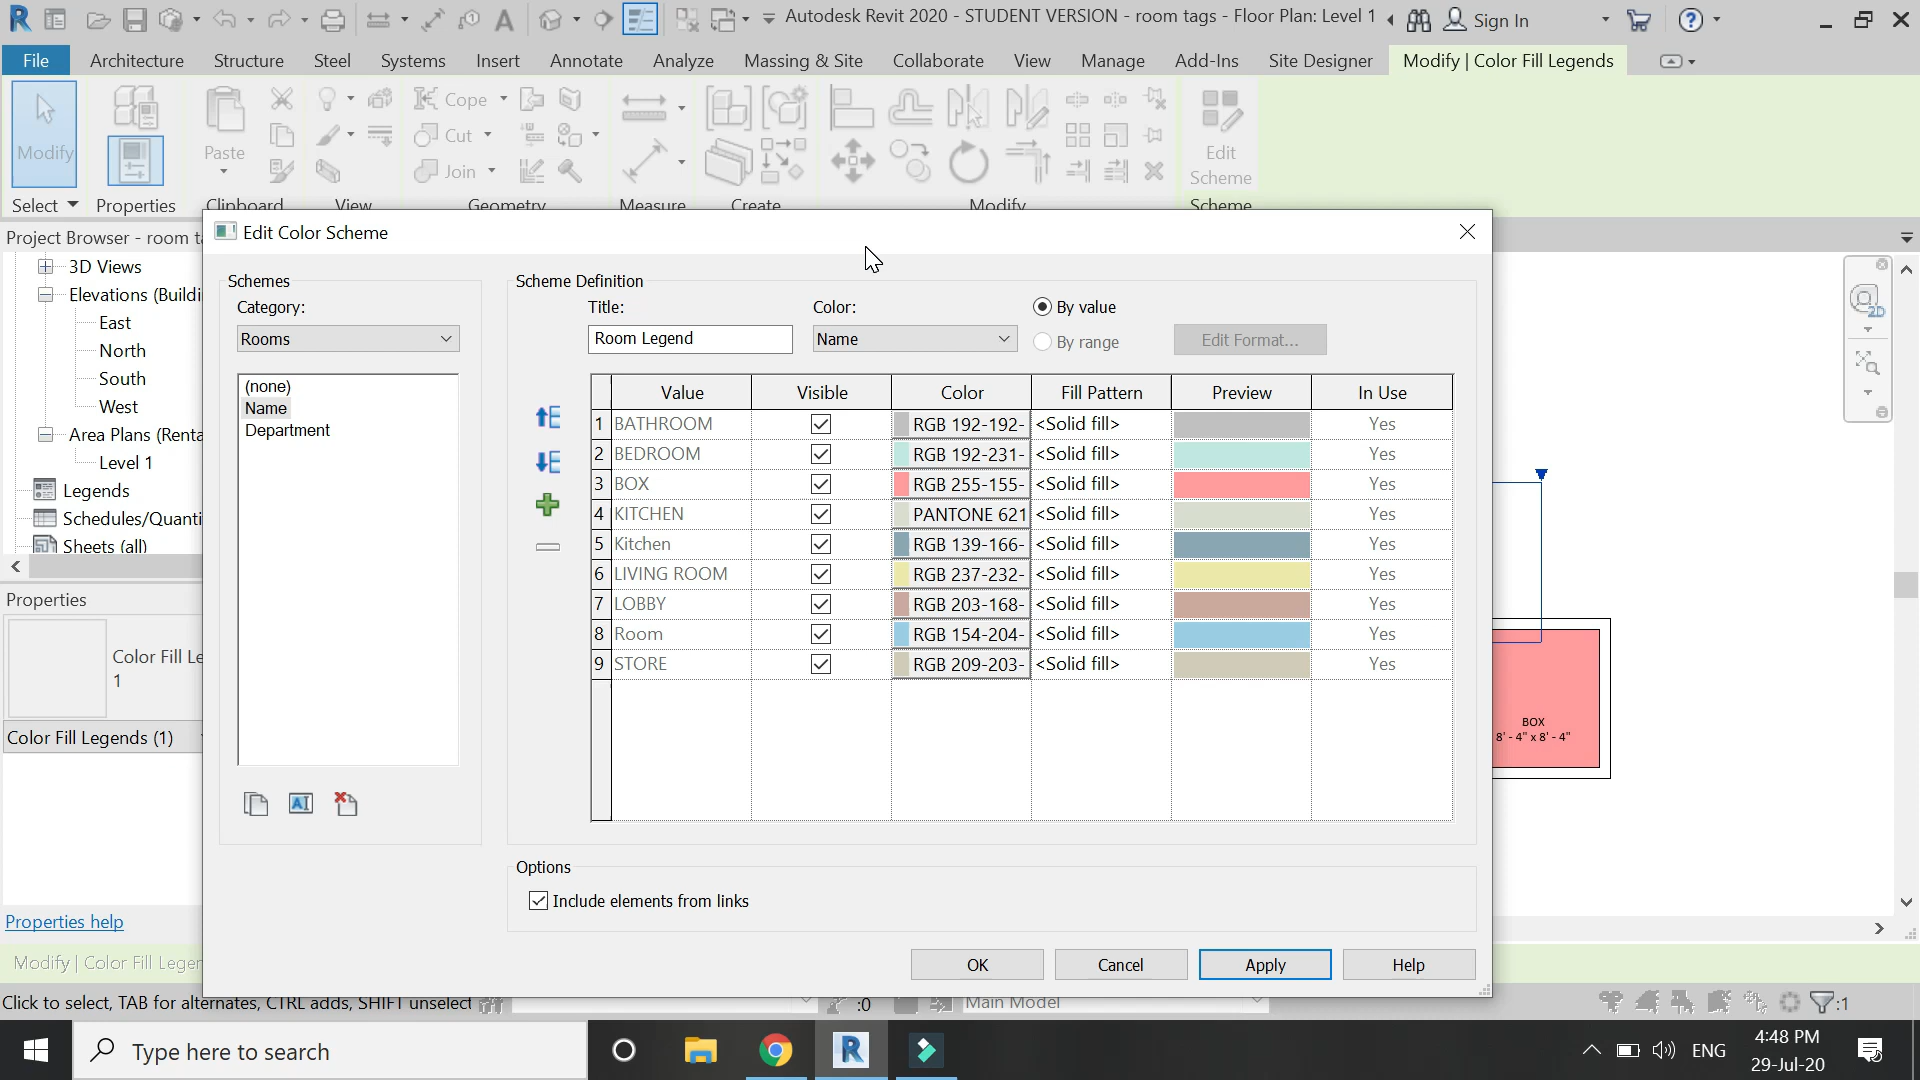 Autodesk Revit 2020 - STUDENT VERSION - room tags - Floor Plan: Level 1
Sign In
File Architecture Structure Steel Systems Insert Annotate Analyze Massing & Site Collaborate View Manage Add-Ins Site Designer Modify | Color Fill Legends
Modify
Paste
Cope
Cut
Join
Edit
Scheme
Select Properties Clipboard View Geometry Measure Create Modify Scheme
Project Browser - room
3D Views
Elevations (Buildi
East
North
South
West
Area Plans (Renta
Level 1
Legends
Schedules/Quanti
Sheets (all)
Properties
Color Fill Le
1
Color Fill Legends (1)
Properties help
Modify | Color Fill Leger
Edit Color Scheme
Schemes
Category:
Rooms
(none)
Name
Department
Scheme Definition
Title:
Room Legend
Color:
Name
By value
By range
Edit Format...
Value Visible Color Fill Pattern Preview In Use
1 BATHROOM RGB 192-192- <Solid fill> Yes
2 BEDROOM RGB 192-231- <Solid fill> Yes
3 BOX RGB 255-155- <Solid fill> Yes
4 KITCHEN PANTONE 621 <Solid fill> Yes
5 Kitchen RGB 139-166- <Solid fill> Yes
6 LIVING ROOM RGB 237-232- <Solid fill> Yes
7 LOBBY RGB 203-168- <Solid fill> Yes
8 Room RGB 154-204- <Solid fill> Yes
9 STORE RGB 209-203- <Solid fill> Yes
Options
Include elements from links
OK Cancel Apply Help
2D
BOX
8' - 4" x 8' - 4"
Click to select, TAB for alternates, CTRL adds, SHIFT unselect
:0
Main Model
:1
Type here to search
ENG
4:48 PM
29-Jul-20